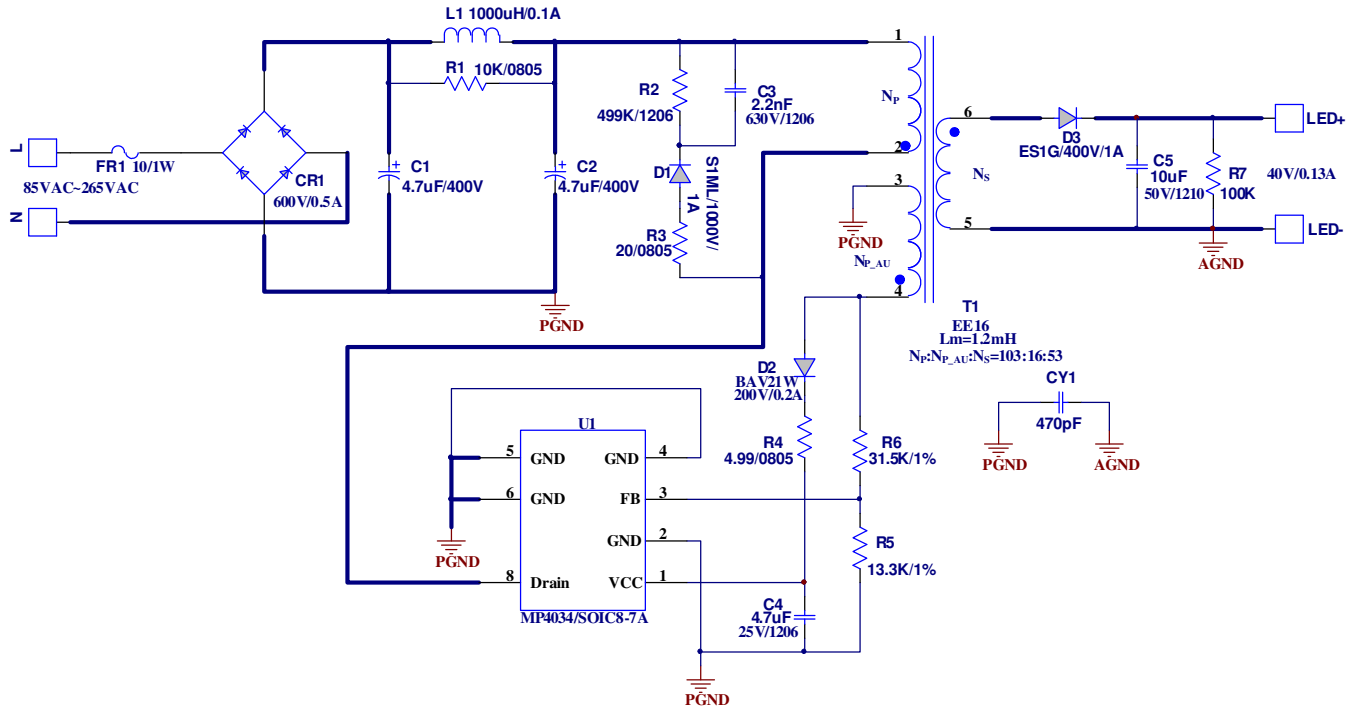 L1 1000uH/0.1A
R1
10K/0805
R2
499K/1206
C3
2.2nF
630V/1206
1
NP
2
3
PGND
NP_AU
4
6
NS
5
D3
ES1G/400V/1A
C5
10uF
50V/1210
R7
100K
LED+
40V/0.13A
LED-
AGND
L
FR1 10/1W
85VAC~265VAC
N
CR1
600V/0.5A
C1
4.7uF/400V
C2
4.7uF/400V
D1
S1ML/1000V/
1A
R3
20/0805
PGND
T1
EE16
Lm=1.2mH
NP:NP_AU:NS=103:16:53
D2
BAV21W
200V/0.2A
CY1
470pF
PGND
AGND
R4
4.99/0805
R6
31.5K/1%
R5
13.3K/1%
U1
5
GND
GND
4
6
GND
FB
3
GND
2
PGND
8
Drain
VCC
1
MP4034/SOIC8-7A
C4
4.7uF
25V/1206
PGND